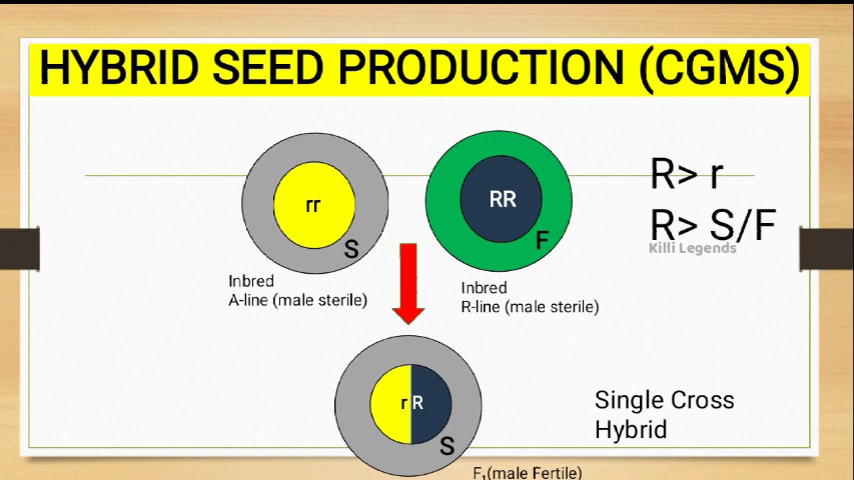 HYBRID SEED PRODUCTION (CGMS)
rr
S
RR
F
R> r
R> S/F
Killi Legends
Inbred
A-line (male sterile)
Inbred
R-line (male sterile)
r R
S
Single Cross
Hybrid
F₁(male Fertile)